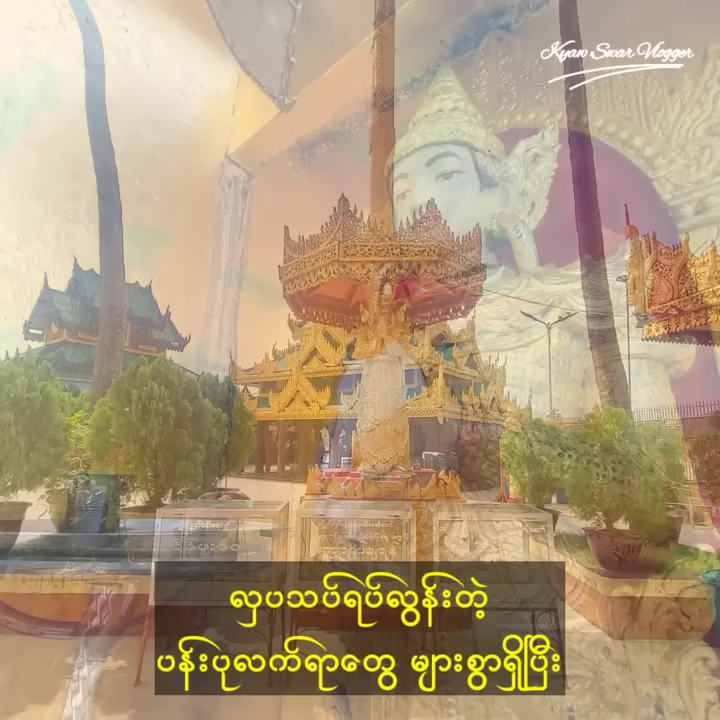 Kyaw Swar Vlogger
လှပသပ်ရပ်လွန်းတဲ့
ပန်းပုလက်ရာတွေ များစွာရှိပြီး